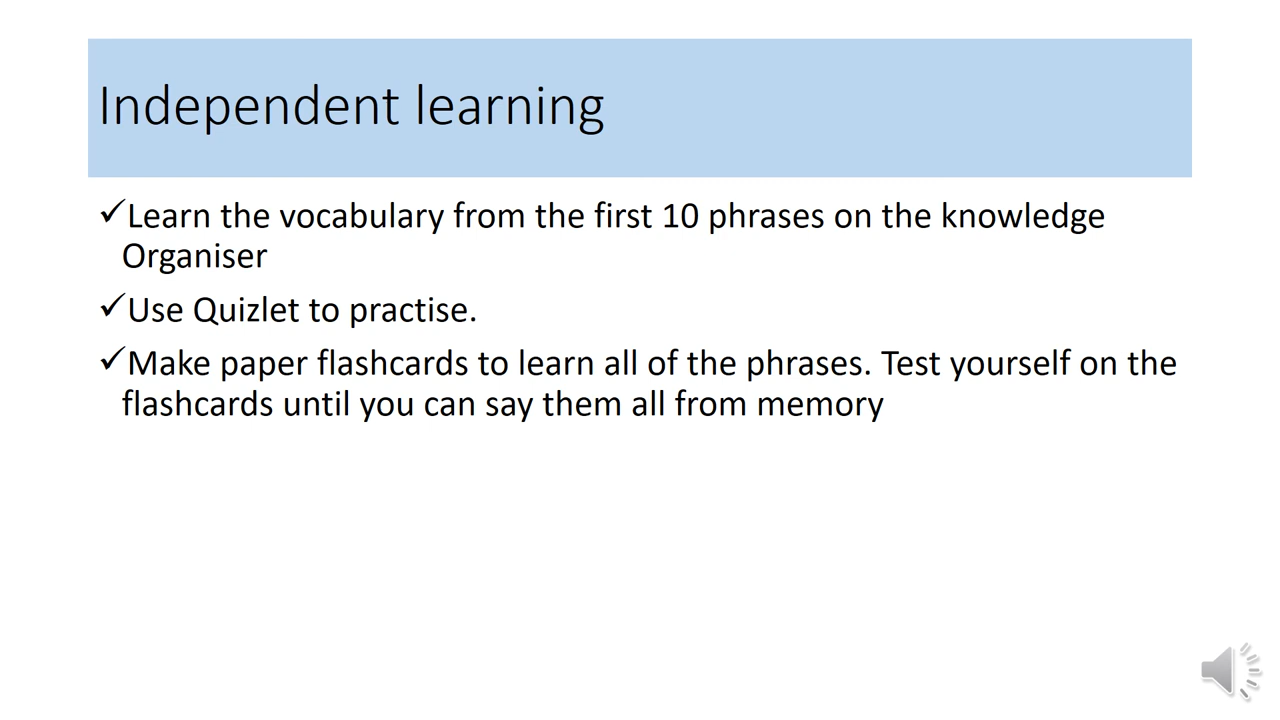 Independent learning
✓Learn the vocabulary from the first 10 phrases on the knowledge
Organiser
✓Use Quizlet to practise.
✓Make paper flashcards to learn all of the phrases. Test yourself on the
flashcards until you can say them all from memory